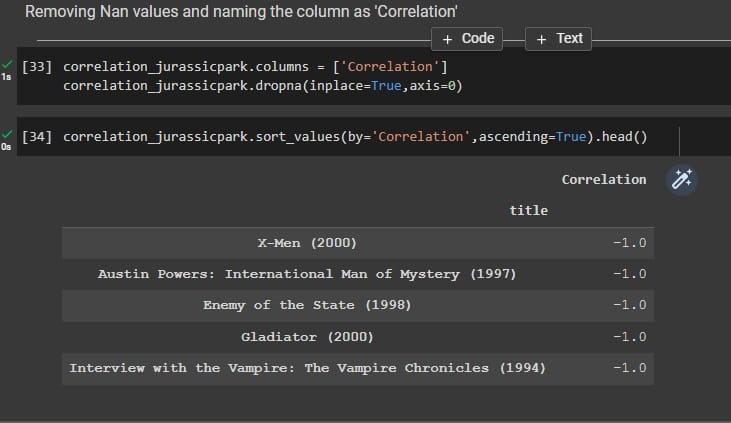 Removing Nan values and naming the column as 'Correlation'
+ Code + Text
[33] correlation_jurassicpark.columns = ['Correlation']
1s
correlation_jurassicpark.dropna(inplace=True,axis=0)
[34] correlation_jurassicpark.sort_values(by='Correlation',ascending=True).head()
0s
Correlation
title
X-Men (2000) -1.0
Austin Powers: International Man of Mystery (1997) -1.0
Enemy of the State (1998) -1.0
Gladiator (2000) -1.0
Interview with the Vampire: The Vampire Chronicles (1994) -1.0